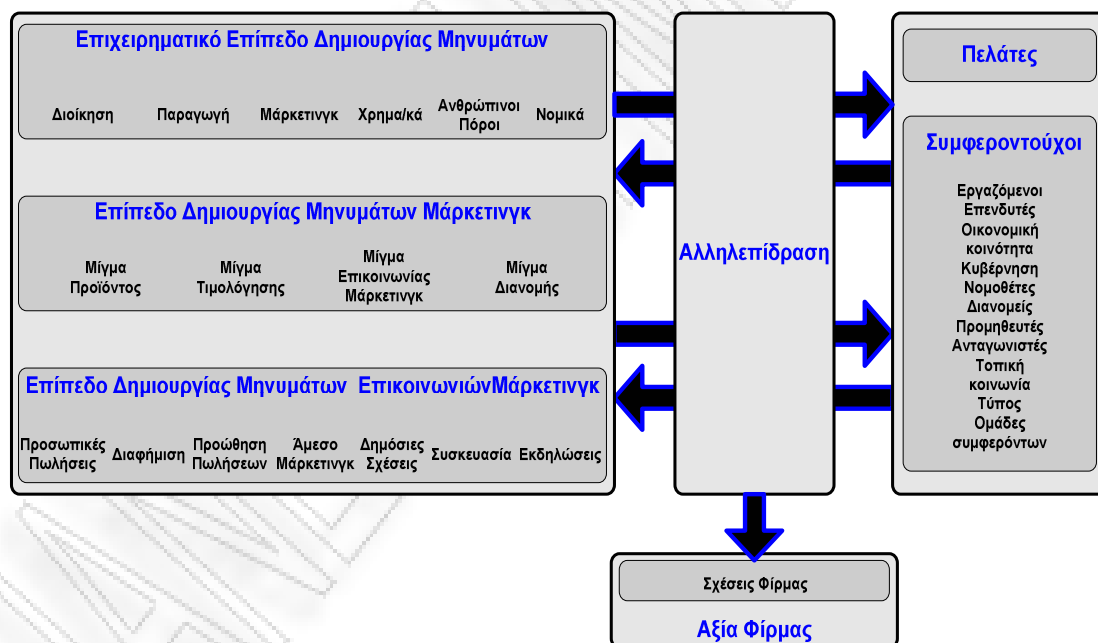 Επιχειρηματικό Επίπεδο Δημιουργίας Μηνυμάτων
Διοίκηση Παραγωγή Μάρκετινγκ Χρημα/κά Ανθρώπινοι Πόροι Νομικά
Επίπεδο Δημιουργίας Μηνυμάτων Μάρκετινγκ
Μίγμα
Προϊόντος
Μίγμα
Τιμολόγησης
Μίγμα
Επικοινωνίας
Μάρκετινγκ
Μίγμα
Διανομής
Επίπεδο Δημιουργίας Μηνυμάτων ΕπικοινωνιώνΜάρκετινγκ
Προσωπικές
Πωλήσεις
Διαφήμιση
Προώθηση
Πωλήσεων
Άμεσο
Μάρκετινγκ
Δημόσιες
Σχέσεις
Συσκευασία
Εκδηλώσεις
Αλληλεπίδραση
Πελάτες
Συμφεροντούχοι
Εργαζόμενοι
Επενδυτές
Οικονομική
κοινότητα
Κυβέρνηση
Νομοθέτες
Διανομείς
Προμηθευτές
Ανταγωνιστές
Τοπική
κοινωνία
Τύπος
Ομάδες
συμφερόντων
Σχέσεις Φίρμας
Αξία Φίρμας